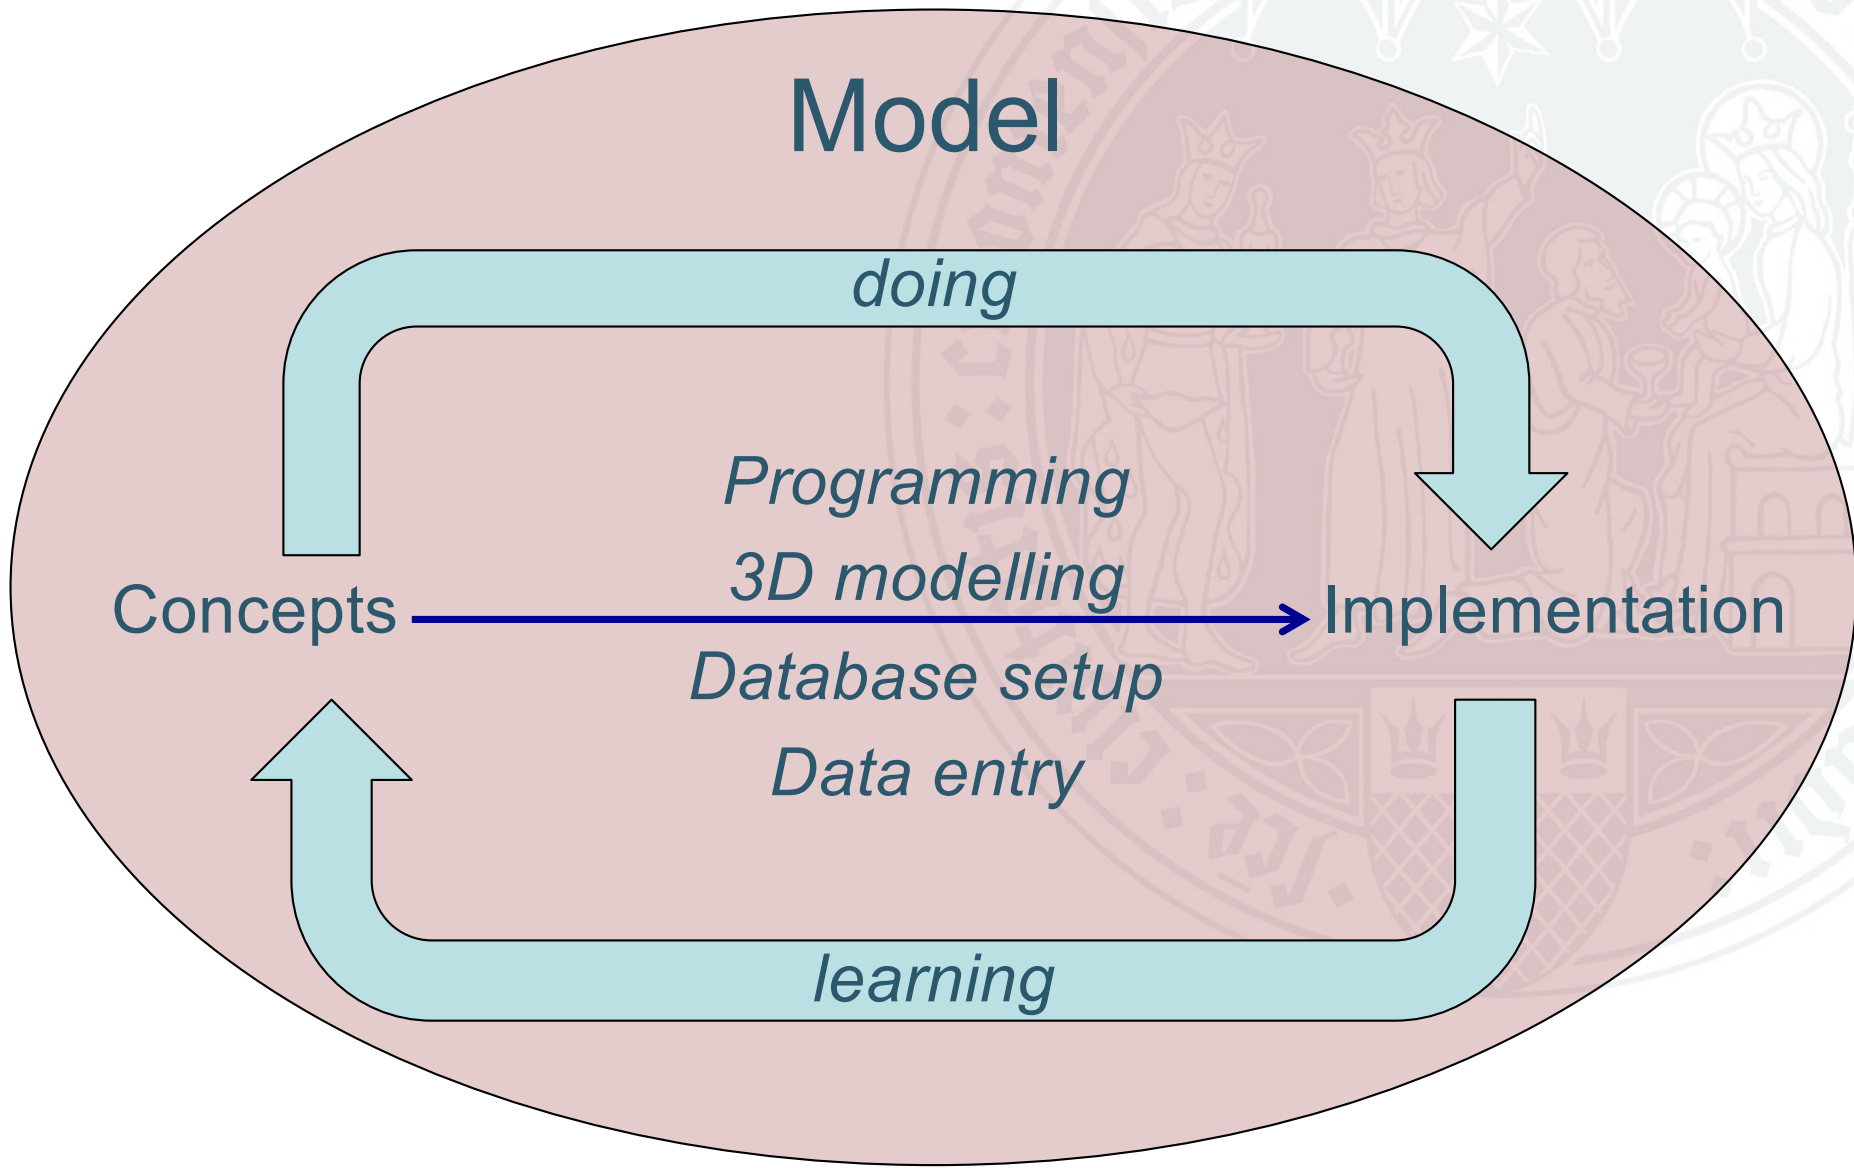 Model
doing
Programming
3D modelling
Concepts
Implementation
Database setup
Data entry
learning